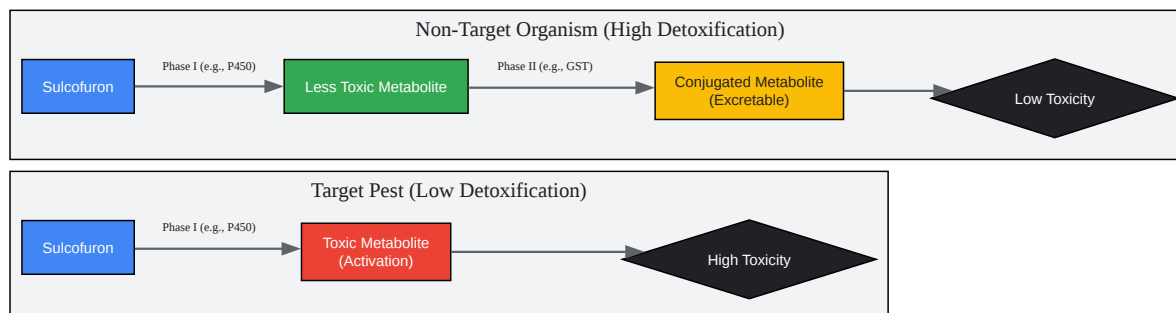 Non-Target Organism (High Detoxification)
Sulcofuron
Phase I (e.g., P450)
Less Toxic Metabolite
Phase II (e.g., GST)
Conjugated Metabolite
(Excretable)
Low Toxicity
Target Pest (Low Detoxification)
Sulcofuron
Phase I (e.g., P450)
Toxic Metabolite
(Activation)
High Toxicity